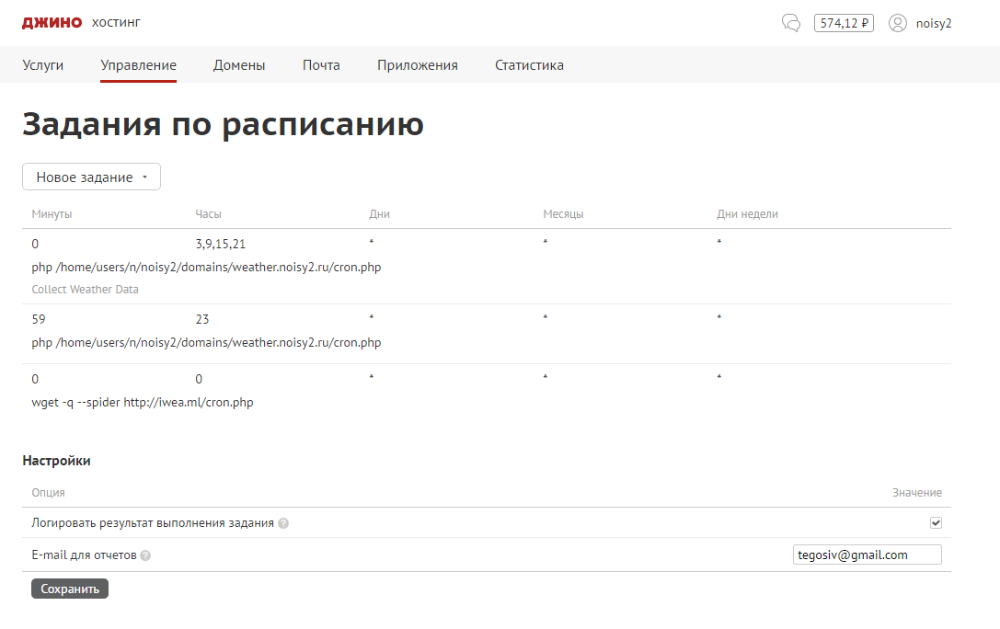 джино хостинг 574,12 ₽ noisy2
Услуги Управление Домены Почта Приложения Статистика
Задания по расписанию
Новое задание
Минуты Часы Дни Месяцы Дни недели
0 3,9,15,21 * * *
php /home/users/n/noisy2/domains/weather.noisy2.ru/cron.php
Collect Weather Data
59 23 * * *
php /home/users/n/noisy2/domains/weather.noisy2.ru/cron.php
0 0 * * *
wget -q --spider http://iwea.ml/cron.php
Настройки
Опция Значение
Логировать результат выполнения задания ?
E-mail для отчетов ? tegosiv@gmail.com
Сохранить